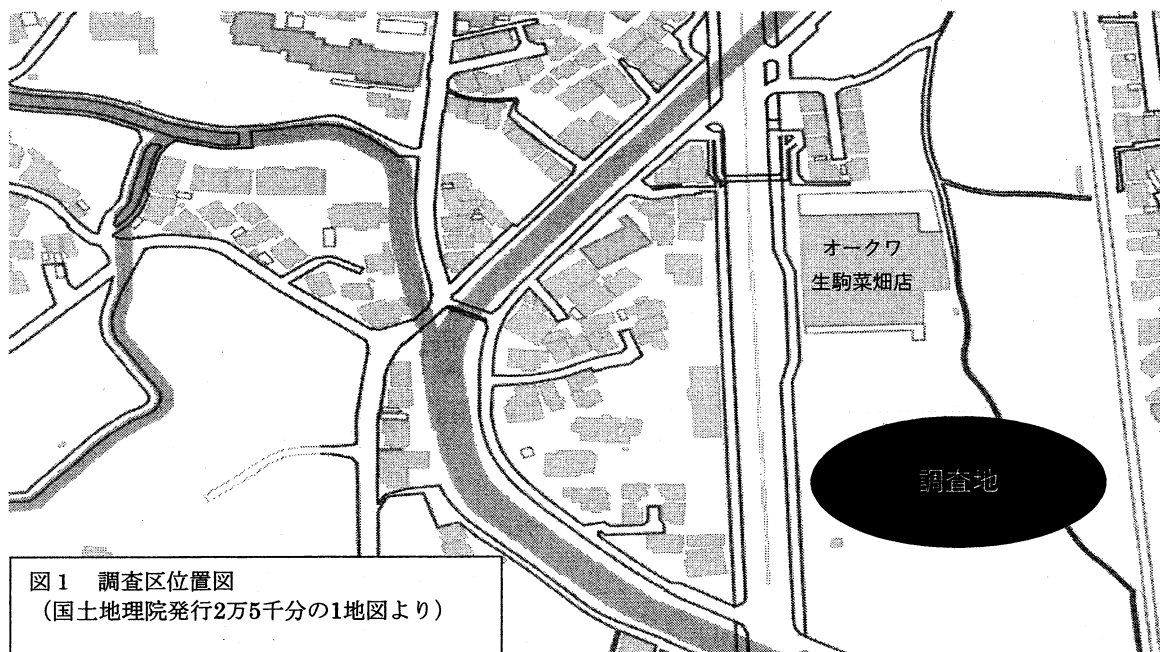 オークワ
生駒菜畑店
調査地
図1 調査区位置図
(国土地理院発行2万5千分の1地図より)